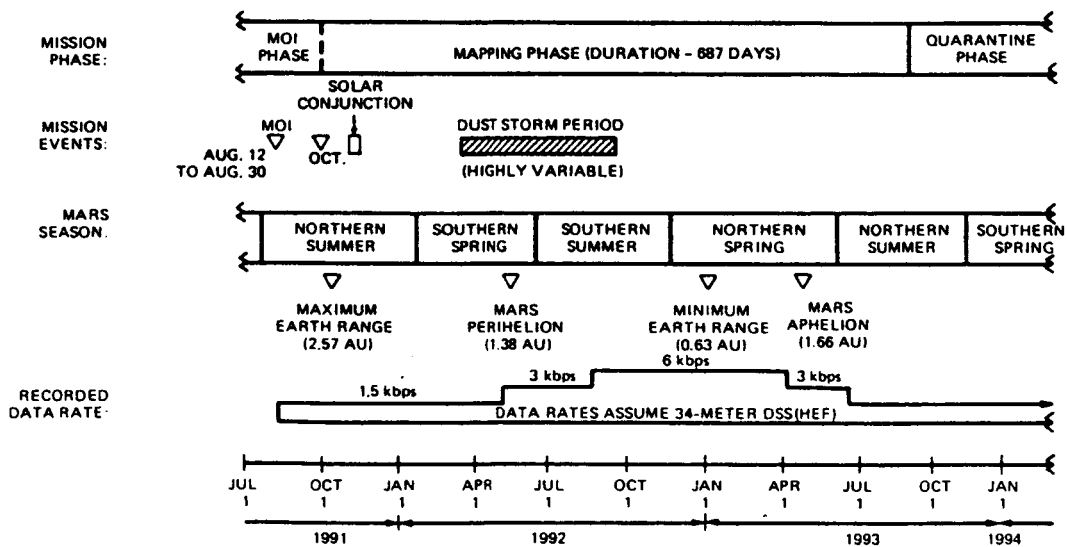 MISSION
PHASE:
MOI
PHASE
MAPPING PHASE (DURATION – 687 DAYS)
QUARANTINE
PHASE
MISSION
EVENTS:
MOI
AUG. 12
TO AUG. 30
OCT.
SOLAR
CONJUNCTION
DUST STORM PERIOD
(HIGHLY VARIABLE)
MARS
SEASON.
NORTHERN
SUMMER
SOUTHERN
SPRING
SOUTHERN
SUMMER
NORTHERN
SPRING
NORTHERN
SUMMER
SOUTHERN
SPRING
MAXIMUM
EARTH RANGE
(2.57 AU)
MARS
PERIHELION
(1.38 AU)
MINIMUM
EARTH RANGE
(0.63 AU)
MARS
APHELION
(1.66 AU)
RECORDED
DATA RATE:
1.5 kbps
3 kbps
6 kbps
3 kbps
DATA RATES ASSUME 34-METER DSS(HEF)
JUL
1
OCT
1
JAN
1
APR
1
JUL
1
OCT
1
JAN
1
APR
1
JUL
1
OCT
1
JAN
1
1991
1992
1993
1994